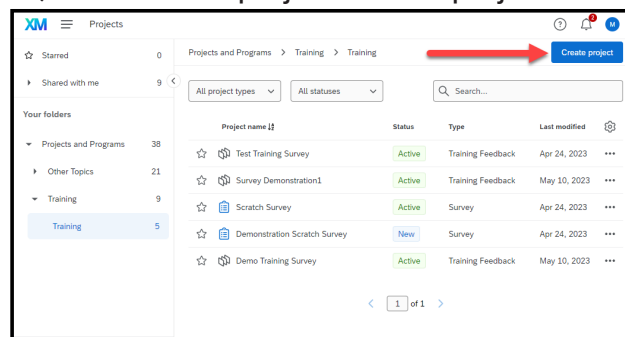 XM Projects 2 M
Starred 0
Shared with me 9
Your folders
Projects and Programs 38
Other Topics 21
Training 9
Training 5
Projects and Programs > Training > Training
Create project
All project types
All statuses
Search...
Project name Status Type Last modified
Test Training Survey Active Training Feedback Apr 24, 2023
Survey Demonstration1 Active Training Feedback May 10, 2023
Scratch Survey Active Survey Apr 24, 2023
Demonstration Scratch Survey New Survey Apr 24, 2023
Demo Training Survey Active Training Feedback May 10, 2023
1 of 1